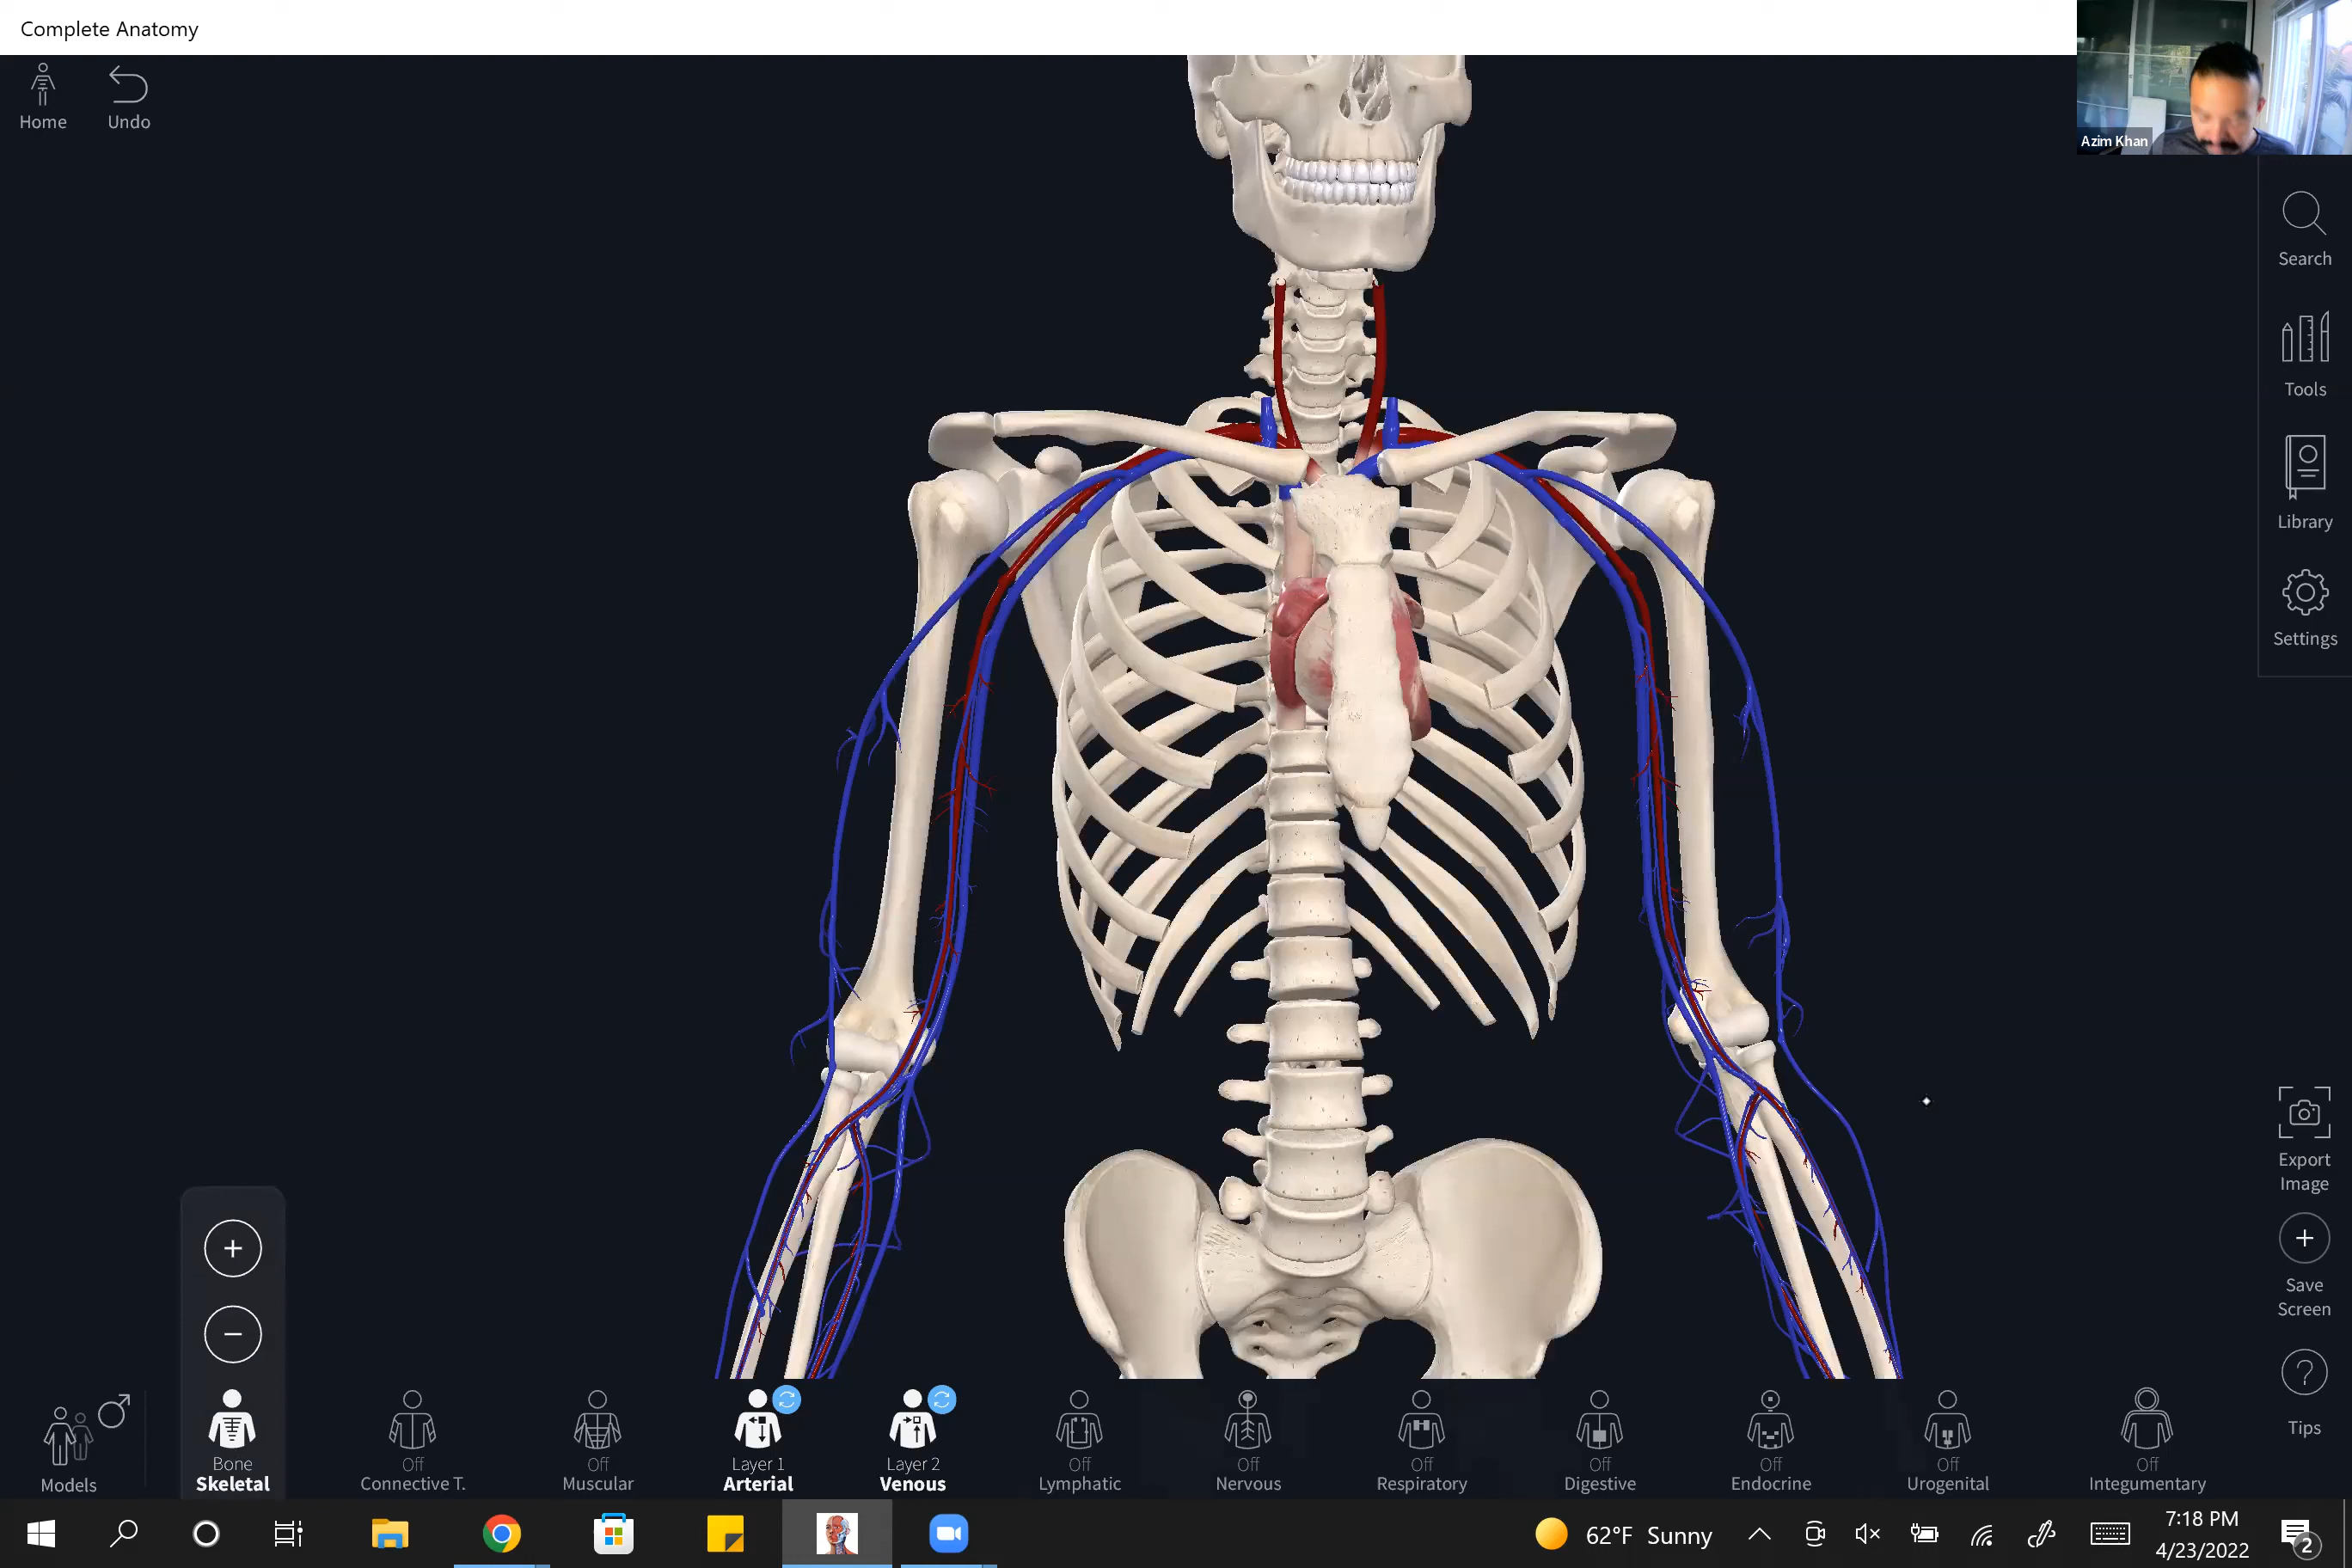 Complete Anatomy
Azim Khan
Home
Undo
Search
Tools
Library
Settings
Export
Image
Save
Screen
Tips
Models
Bone
Skeletal
Off
Connective T.
Off
Muscular
Layer 1
Arterial
Layer 2
Venous
Off
Lymphatic
Off
Nervous
Off
Respiratory
Off
Digestive
Off
Endocrine
Off
Urogenital
Off
Integumentary
62°F Sunny
7:18 PM
4/23/2022
2